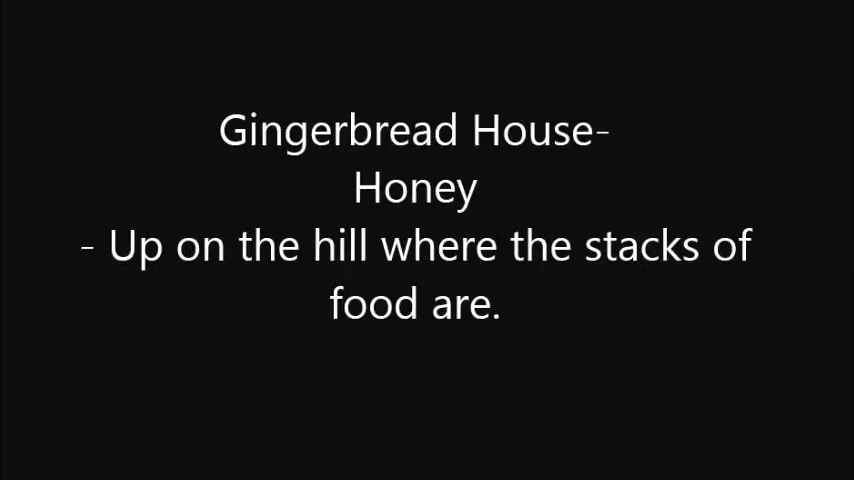 Gingerbread House-
Honey
- Up on the hill where the stacks of
food are.